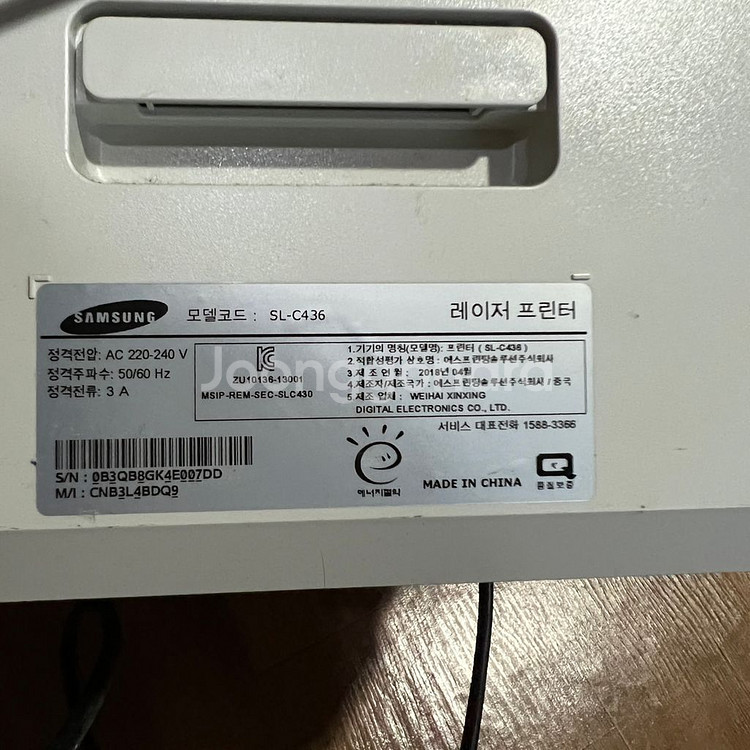 SAMSUNG 모델코드 : SL-C436 레이저 프린터
정격전압: AC 220-240 V
정격주파수: 50/60 Hz
정격전류: 3 A
ZU10136-13001
MSIP-REM-SEC-SLC430
1.기기의 명칭(모델명): 프린터 ( SL-C436 )
2.적합성평가 상호명 : 에스프린팅솔루션주식회사
3.제 조 연 월 : 2018년 04월
4.제조자/제조국가 : 에스프린팅솔루션주식회사 / 중국
5.제조 업체 : WEIHAI XINXING
DIGITAL ELECTRONICS CO., LTD.
서비스 대표전화 1588-3366
S/N : 0B3QB8GK4E007DD
M/I : CNB3L4BDQ9
에너지절약
MADE IN CHINA
Q
품질보증
Joonggonara